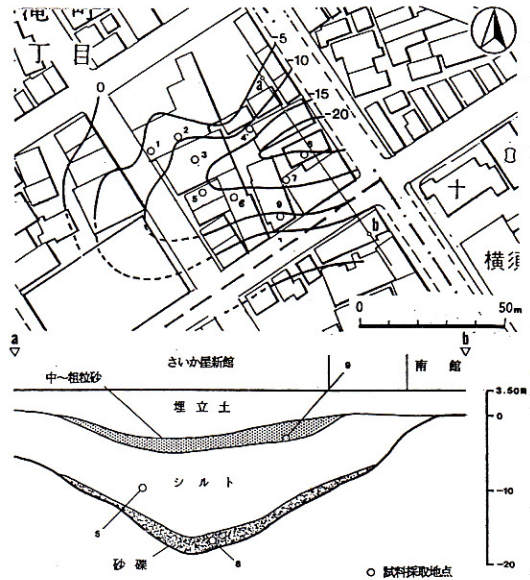 滝町
丁目
0
-5
-10
-15
-20
a
1
2
3
4
5
6
7
8
9
b
横須
0 50m
a
b
さいか屋新館
9
南館
中〜粗粒砂
埋立土
シルト
5
砂礫
8
3.50m
0
-10
-20
○ 試料採取地点